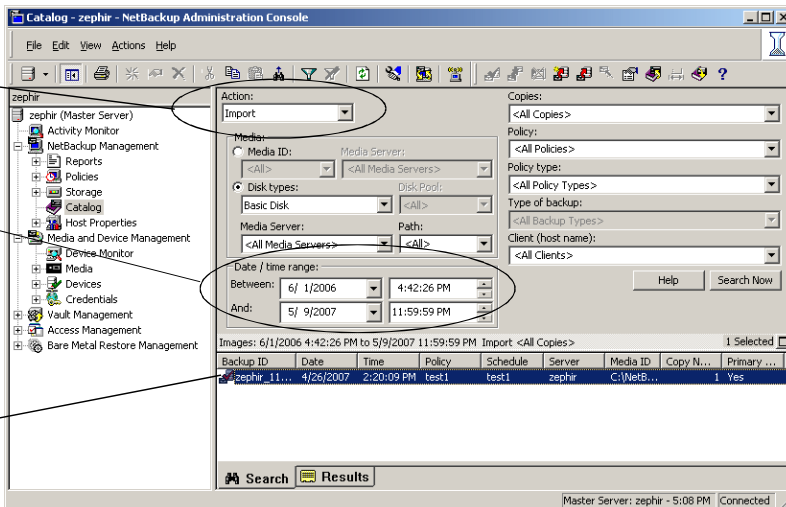 Catalog - zephir - NetBackup Administration Console
File Edit View Actions Help
zephir
zephir (Master Server)
Activity Monitor
NetBackup Management
Reports
Policies
Storage
Catalog
Host Properties
Media and Device Management
Device Monitor
Media
Devices
Credentials
Vault Management
Access Management
Bare Metal Restore Management
Action:
Import
Media:
Media ID: Media Server:
<All> <All Media Servers>
Disk types: Disk Pool:
Basic Disk <All>
Media Server: Path:
<All Media Servers> <All>
Date / time range:
Between: 6/ 1/2006 4:42:26 PM
And: 5/ 9/2007 11:59:59 PM
Copies:
<All Copies>
Policy:
<All Policies>
Policy type:
<All Policy Types>
Type of backup:
<All Backup Types>
Client (host name):
<All Clients>
Help Search Now
Images: 6/1/2006 4:42:26 PM to 5/9/2007 11:59:59 PM Import <All Copies> 1 Selected
Backup ID Date Time Policy Schedule Server Media ID Copy N... Primary ...
zephir_11... 4/26/2007 2:20:09 PM test1 test1 zephir C:\NetB... 1 Yes
Search Results
Master Server: zephir - 5:08 PM Connected